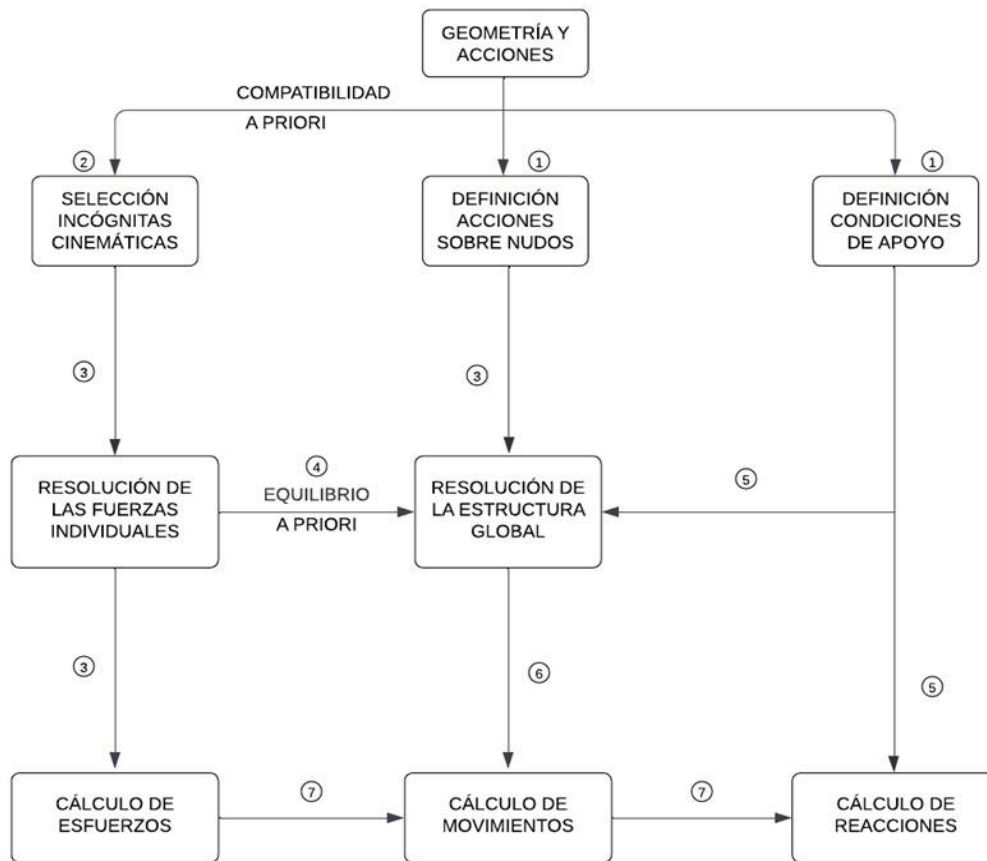 GEOMETRÍA Y
ACCIONES
COMPATIBILIDAD
A PRIORI
2
1
1
SELECCIÓN
INCÓGNITAS
CINEMÁTICAS
DEFINICIÓN
ACCIONES
SOBRE NUDOS
DEFINICIÓN
CONDICIONES
DE APOYO
3
3
RESOLUCIÓN DE
LAS FUERZAS
INDIVIDUALES
4
EQUILIBRIO
A PRIORI
RESOLUCIÓN DE
LA ESTRUCTURA
GLOBAL
5
3
6
5
CÁLCULO DE
ESFUERZOS
7
CÁLCULO DE
MOVIMIENTOS
7
CÁLCULO DE
REACCIONES